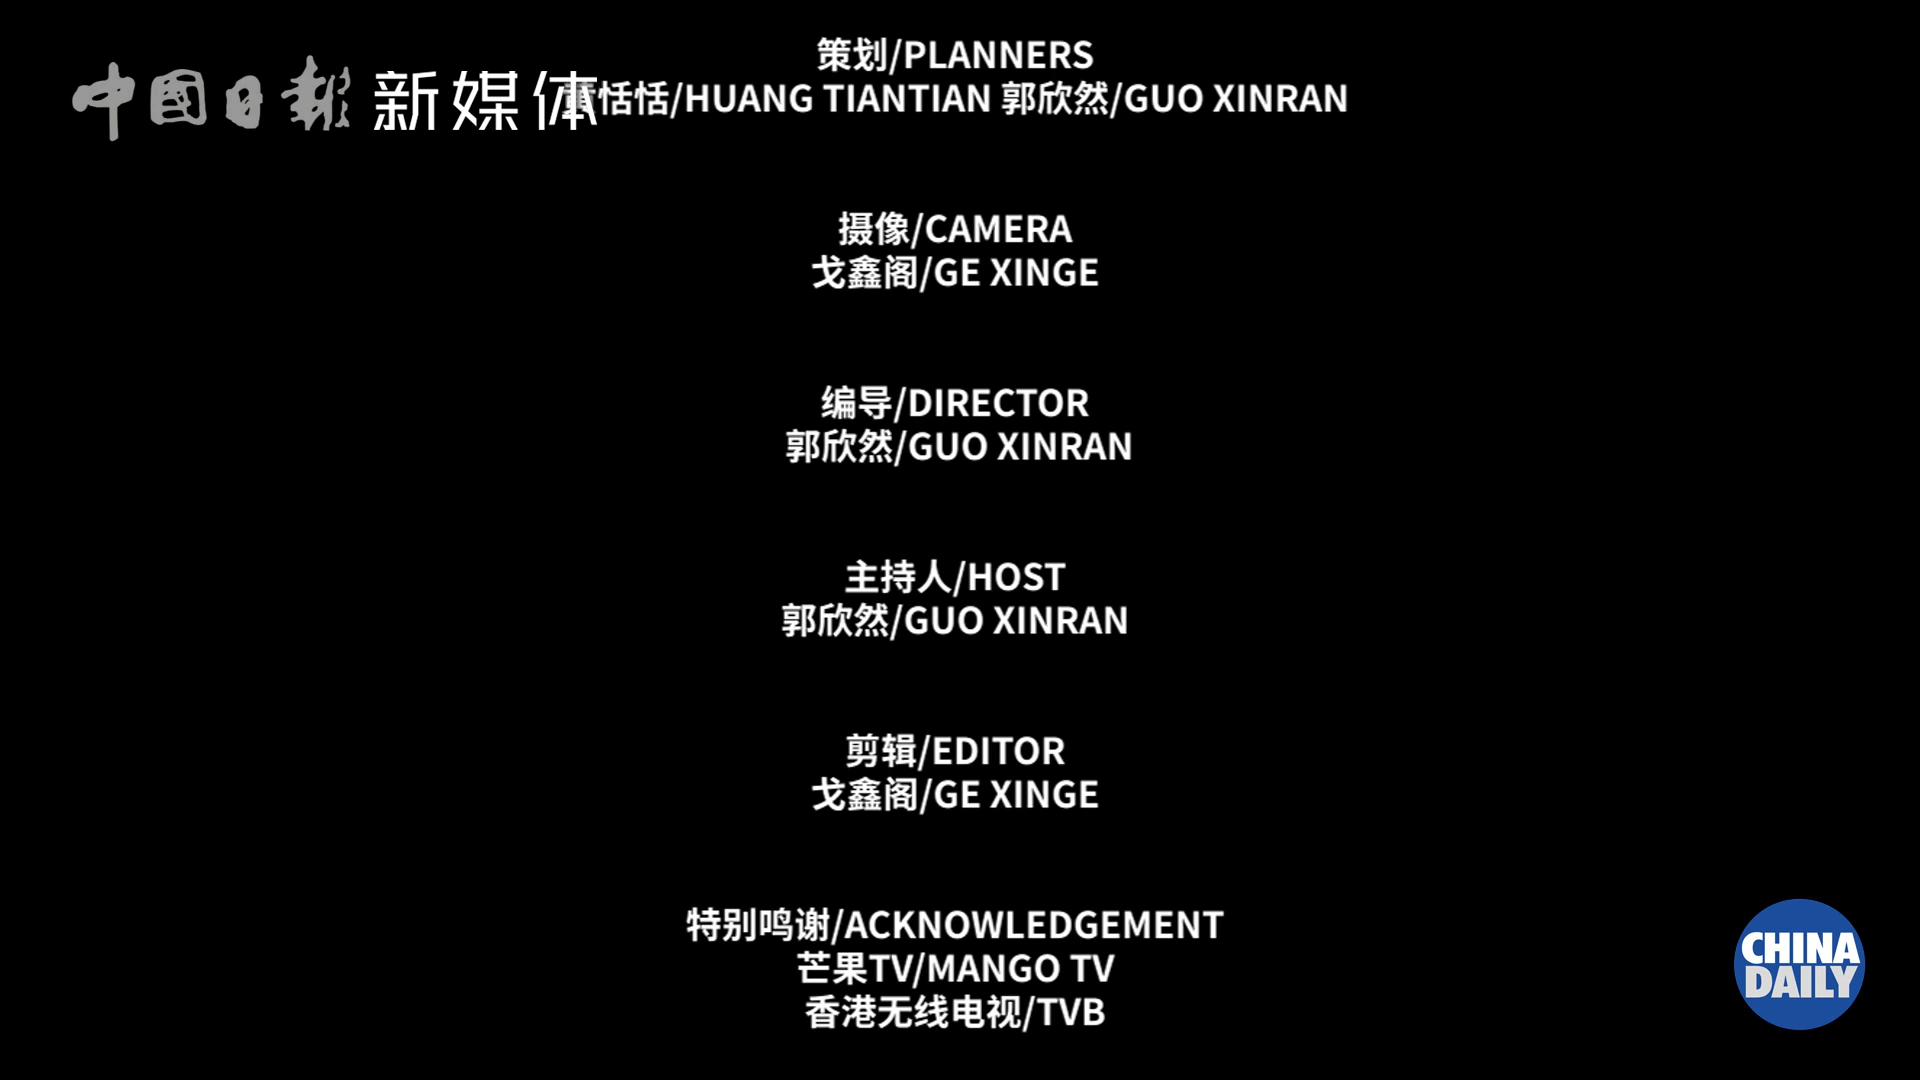 策划/PLANNERS
中國日報 新媒体
恬恬/HUANG TIANTIAN 郭欣然/GUO XINRAN
摄像/CAMERA
戈鑫阁/GE XINGE
编导/DIRECTOR
郭欣然/GUO XINRAN
主持人/HOST
郭欣然/GUO XINRAN
剪辑/EDITOR
戈鑫阁/GE XINGE
特别鸣谢/ACKNOWLEDGEMENT
芒果TV/MANGO TV
香港无线电视/TVB
CHINA
DAILY